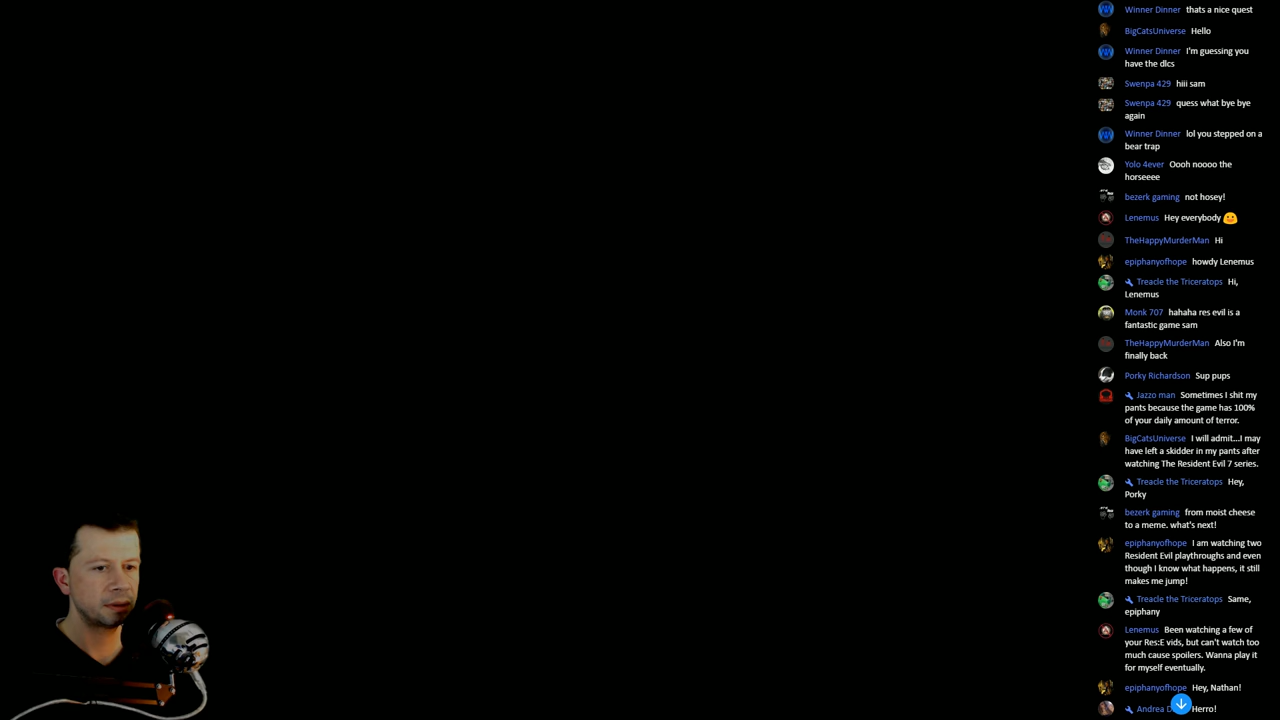 Winner Dinner thats a nice quest
BigCatsUniverse Hello
Winner Dinner I'm guessing you
have the dlcs
Swenpa 429 hiii sam
Swenpa 429 quess what bye bye
again
Winner Dinner lol you stepped on a
bear trap
Yolo 4ever Oooh noooo the
horseeee
bezerk gaming not hosey!
Lenemus Hey everybody
TheHappyMurderMan Hi
epiphanyofhope howdy Lenemus
Treacle the Triceratops Hi,
Lenemus
Monk 707 hahaha res evil is a
fantastic game sam
TheHappyMurderMan Also I'm
finally back
Porky Richardson Sup pups
Jazzo man Sometimes I shit my
pants because the game has 100%
of your daily amount of terror.
BigCatsUniverse I will admit...I may
have left a skidder in my pants after
watching The Resident Evil 7 series.
Treacle the Triceratops Hey,
Porky
bezerk gaming from moist cheese
to a meme. what's next!
epiphanyofhope I am watching two
Resident Evil playthroughs and even
though I know what happens, it still
makes me jump!
Treacle the Triceratops Same,
epiphany
Lenemus Been watching a few of
your Res:E vids, but can't watch too
much cause spoilers. Wanna play it
for myself eventually.
epiphanyofhope Hey, Nathan!
Andrea Herro!